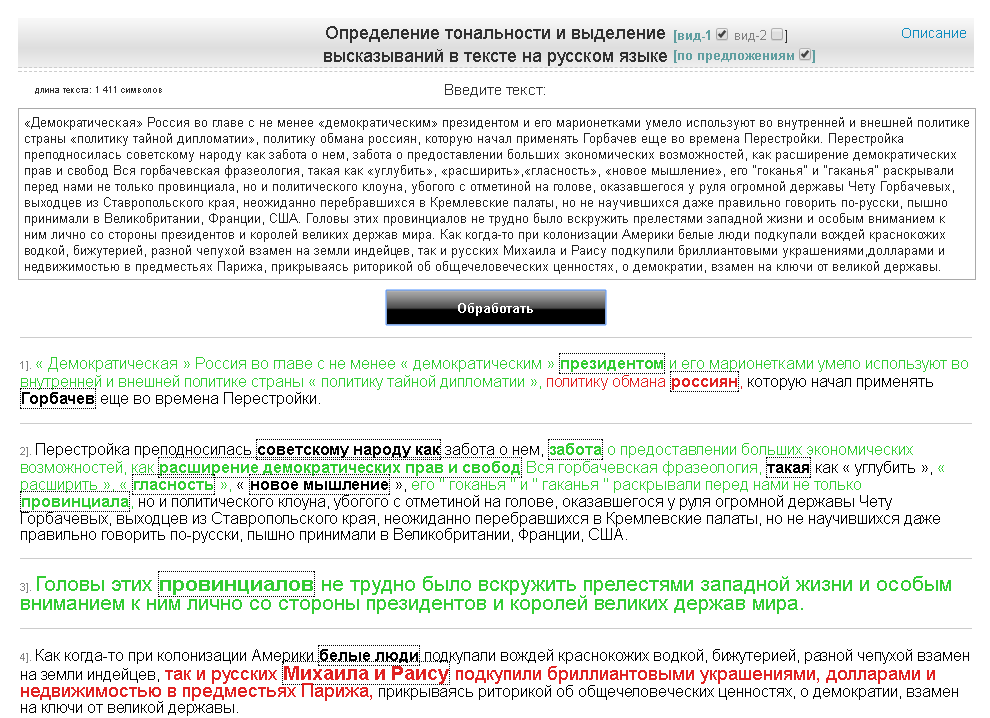 Определение тональности и выделение [вид-1 вид-2 ] Описание
высказываний в тексте на русском языке [по предложениям ]
длина текста: 1 411 символов Введите текст:
«Демократическая» Россия во главе с не менее «демократическим» президентом и его марионетками умело используют во внутренней и внешней политике
страны «политику тайной дипломатии», политику обмана россиян, которую начал применять Горбачев еще во времена Перестройки. Перестройка
преподносилась советскому народу как забота о нем, забота о предоставлении больших экономических возможностей, как расширение демократических
прав и свобод Вся горбачевская фразеология, такая как «углубить», «расширить»,«гласность», «новое мышление», его "гоканья" и "гаканья" раскрывали
перед нами не только провинциала, но и политического клоуна, убогого с отметиной на голове, оказавшегося у руля огромной державы Чету Горбачевых,
выходцев из Ставропольского края, неожиданно перебравшихся в Кремлевские палаты, но не научившихся даже правильно говорить по-русски, пышно
принимали в Великобритании, Франции, США. Головы этих провинциалов не трудно было вскружить прелестями западной жизни и особым вниманием к
ним лично со стороны президентов и королей великих держав мира. Как когда-то при колонизации Америки белые люди подкупали вождей краснокожих
водкой, бижутерией, разной чепухой взамен на земли индейцев, так и русских Михаила и Раису подкупили бриллиантовыми украшениями,долларами и
недвижимостью в предместьях Парижа, прикрываясь риторикой об общечеловеческих ценностях, о демократии, взамен на ключи от великой державы.
Обработать
1]. « Демократическая » Россия во главе с не менее « демократическим » президентом и его марионетками умело используют во
внутренней и внешней политике страны « политику тайной дипломатии », политику обмана россиян, которую начал применять
Горбачев еще во времена Перестройки.
2]. Перестройка преподносилась советскому народу как забота о нем, забота о предоставлении больших экономических
возможностей, как расширение демократических прав и свобод Вся горбачевская фразеология, такая как « углубить », «
расширить », « гласность », « новое мышление », его " гоканья " и " гаканья " раскрывали перед нами не только
провинциала, но и политического клоуна, убогого с отметиной на голове, оказавшегося у руля огромной державы Чету
Горбачевых, выходцев из Ставропольского края, неожиданно перебравшихся в Кремлевские палаты, но не научившихся даже
правильно говорить по-русски, пышно принимали в Великобритании, Франции, США.
3]. Головы этих провинциалов не трудно было вскружить прелестями западной жизни и особым
вниманием к ним лично со стороны президентов и королей великих держав мира.
4]. Как когда-то при колонизации Америки белые люди подкупали вождей краснокожих водкой, бижутерией, разной чепухой взамен
на земли индейцев, так и русских Михаила и Раису подкупили бриллиантовыми украшениями, долларами и
недвижимостью в предместьях Парижа, прикрываясь риторикой об общечеловеческих ценностях, о демократии, взамен
на ключи от великой державы.